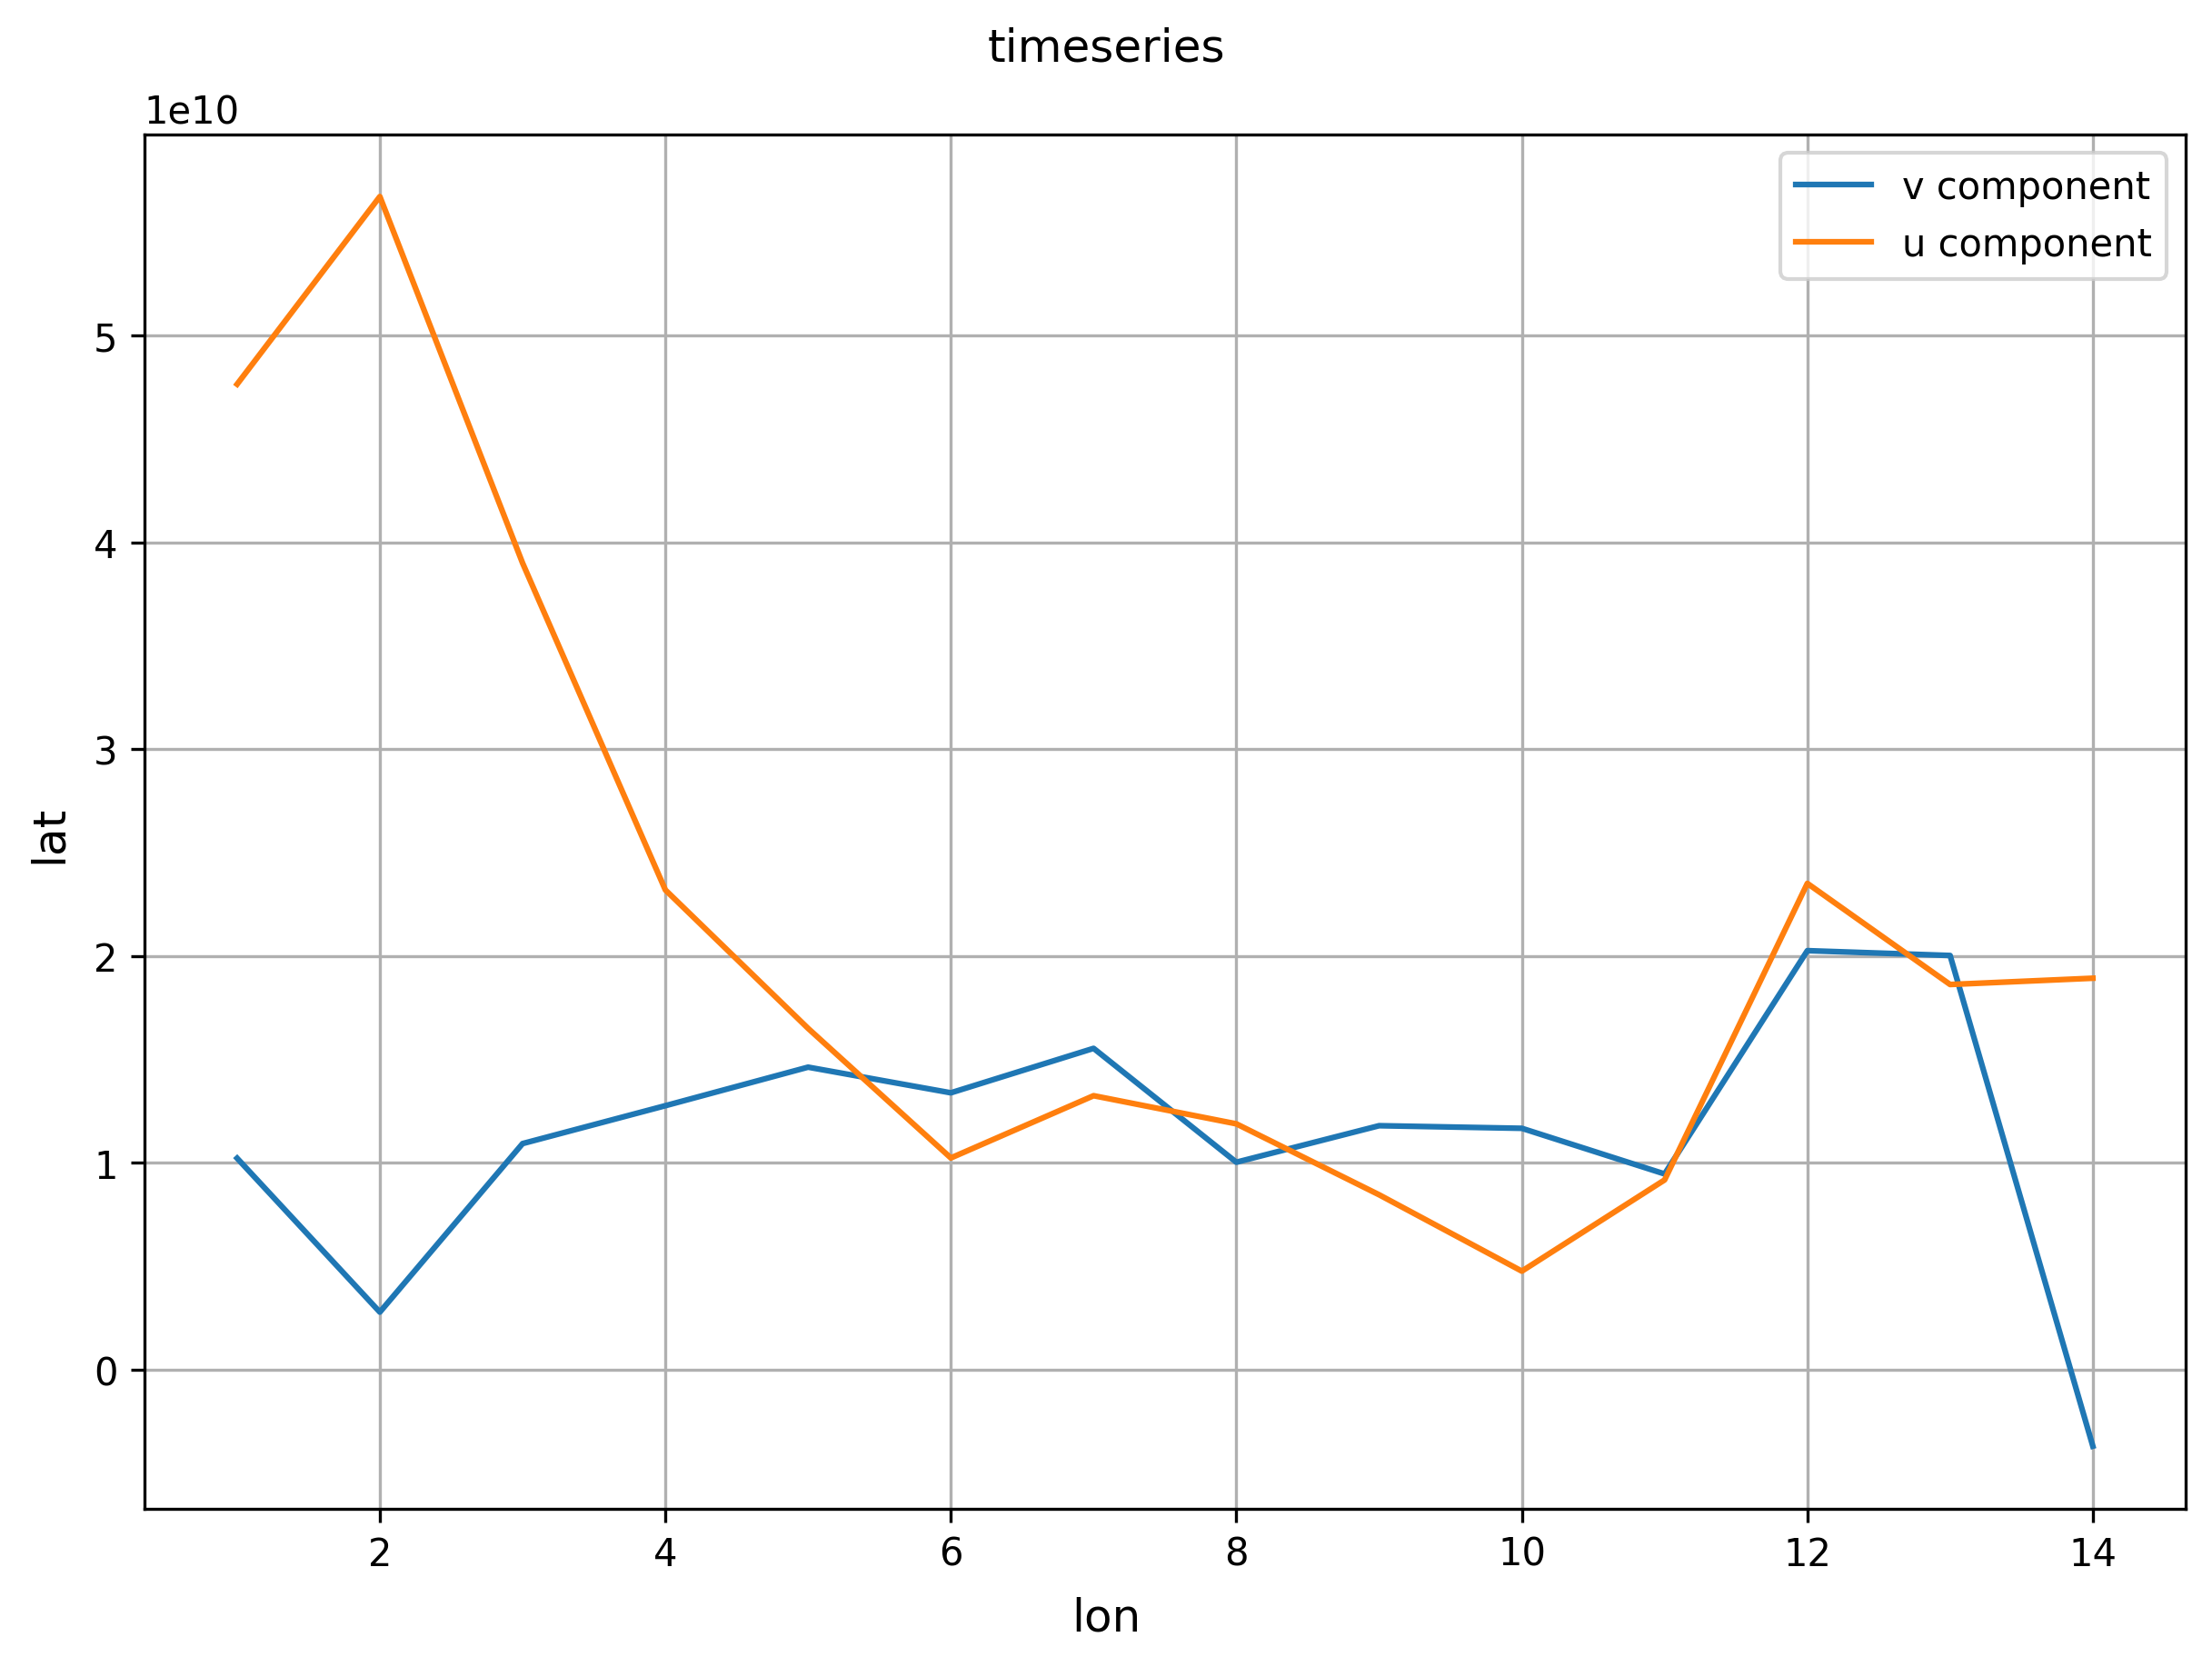 timeseries
1e10
v component
u component
5
4
3
2
1
0
lat
2 4 6 8 10 12 14
lon